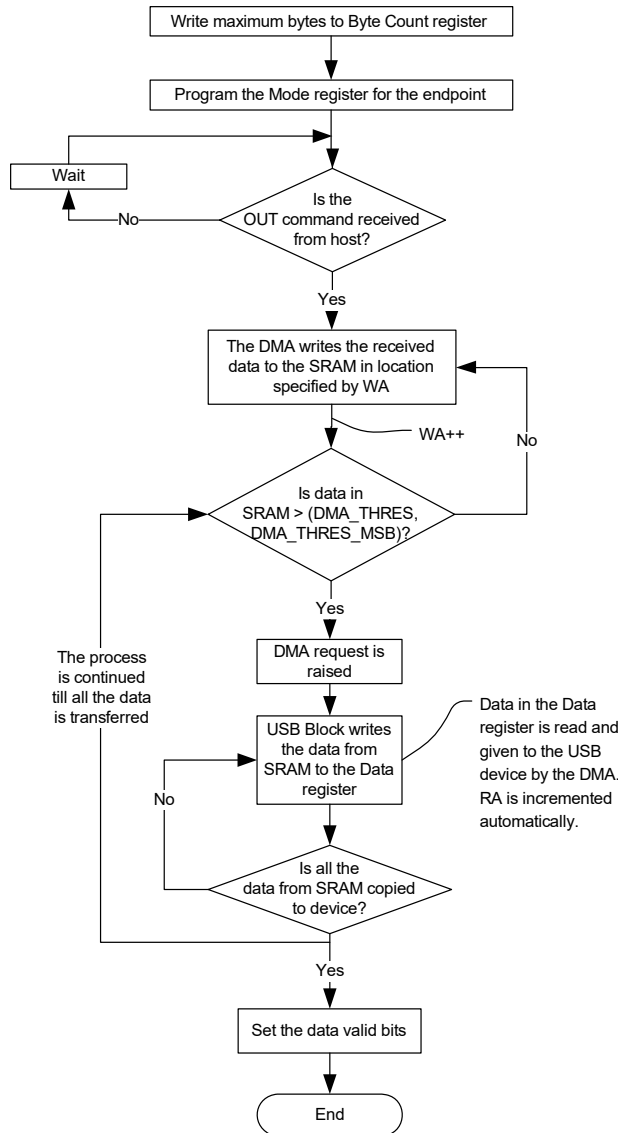 Write maximum bytes to Byte Count register
Program the Mode register for the endpoint
Wait
Is the
OUT command received
from host?
No
Yes
The DMA writes the received
data to the SRAM in location
specified by WA
WA++
No
Is data in
SRAM > (DMA_THRES,
DMA_THRES_MSB)?
Yes
The process
is continued
till all the data
is transferred
DMA request is
raised
USB Block writes
the data from
SRAM to the Data
register
Data in the Data
register is read and
given to the USB
device by the DMA.
RA is incremented
automatically.
No
Is all the
data from SRAM copied
to device?
Yes
Set the data valid bits
End